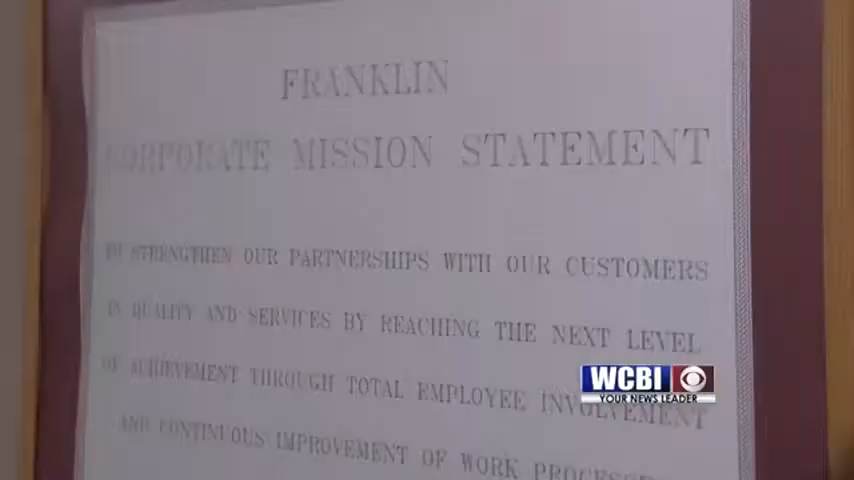 FRANKLIN
CORPORATE MISSION STATEMENT
TO STRENGTHEN OUR PARTNERSHIPS WITH OUR CUSTOMERS
IN QUALITY AND SERVICES BY REACHING THE NEXT LEVEL
OF ACHIEVEMENT THROUGH TOTAL EMPLOYEE INVOLVEMENT
AND CONTINUOUS IMPROVEMENT OF WORK
WCBI
YOUR NEWS LEADER